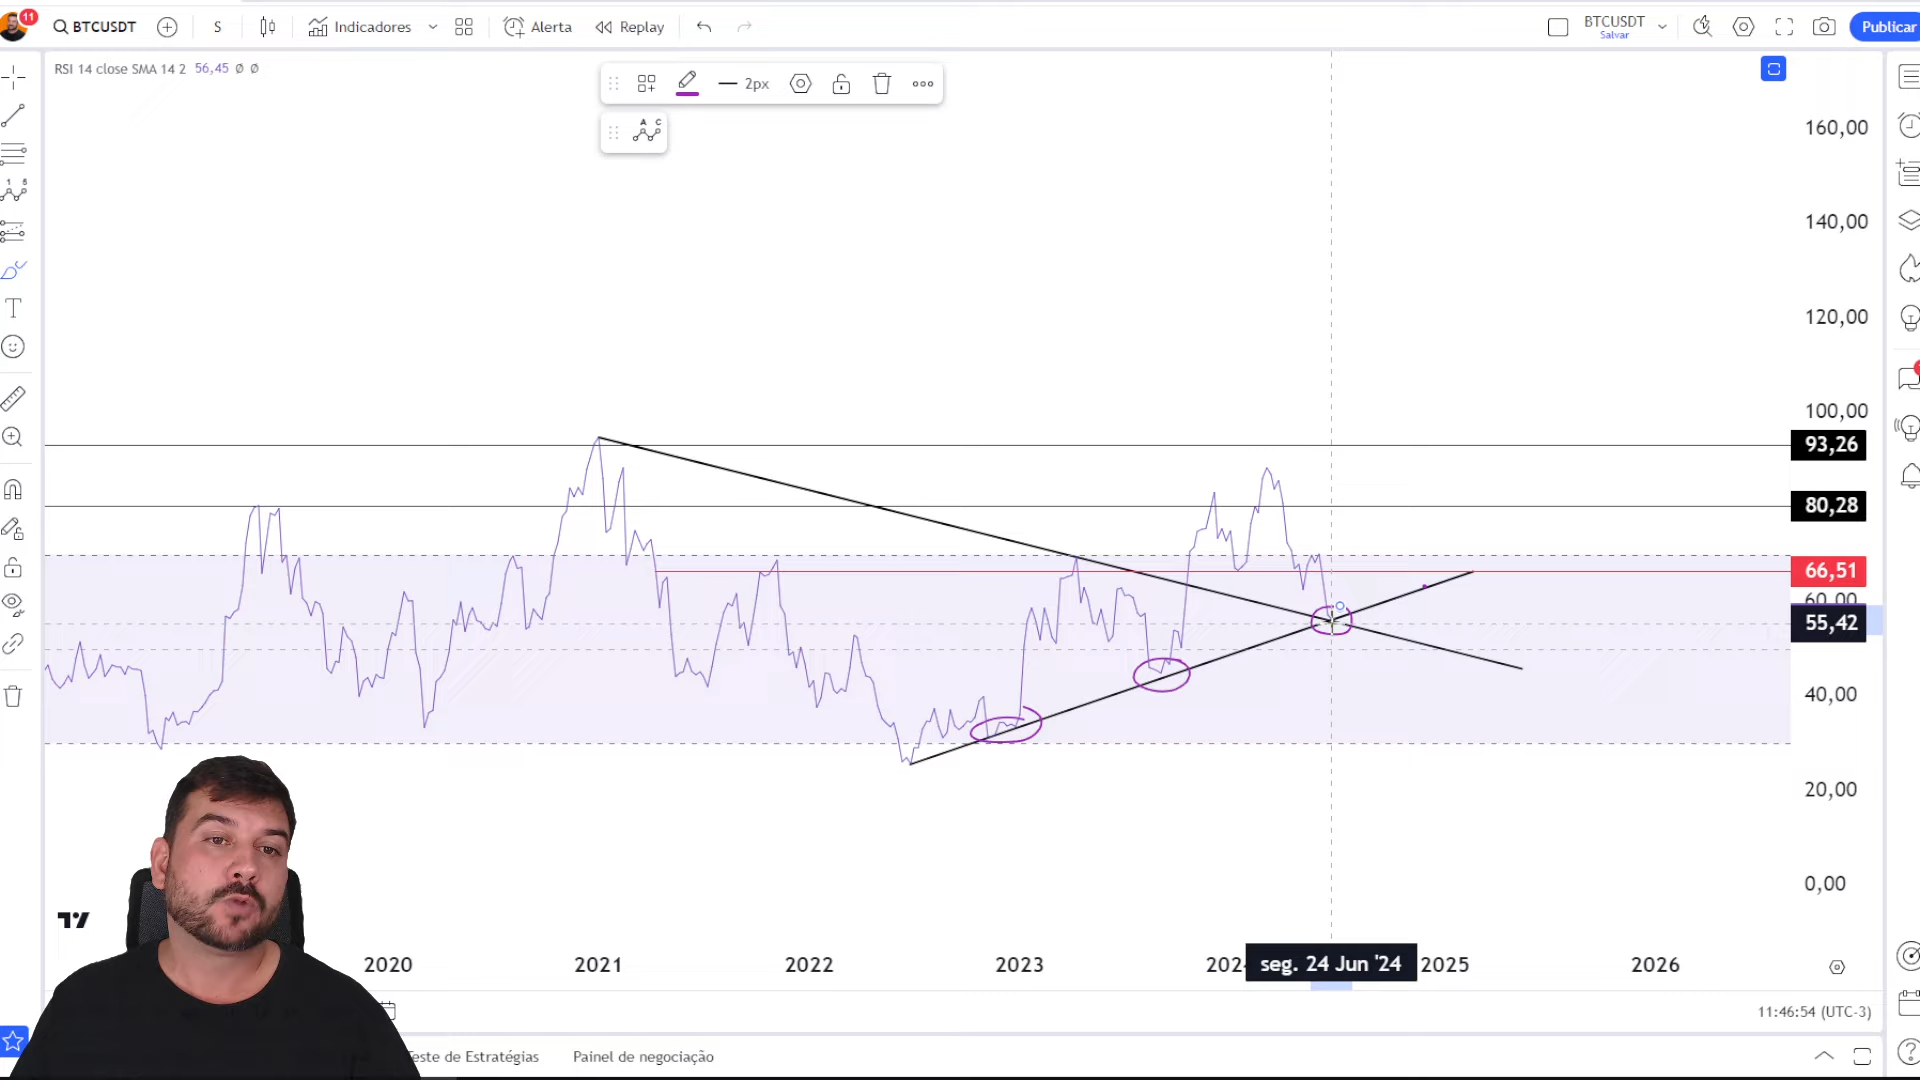 11
BTCUSDT
S
Indicadores
Alerta
Replay
BTCUSDT
Salvar
Publicar
RSI 14 close SMA 14 2 56,45 Ø Ø
2px
A C
1 5
T
160,00
140,00
120,00
100,00
93,26
80,28
66,51
60,00
55,42
40,00
20,00
0,00
2020
2021
2022
2023
seg. 24 Jun '24
2025
2026
11:46:54 (UTC-3)
este de Estratégias
Painel de negociação